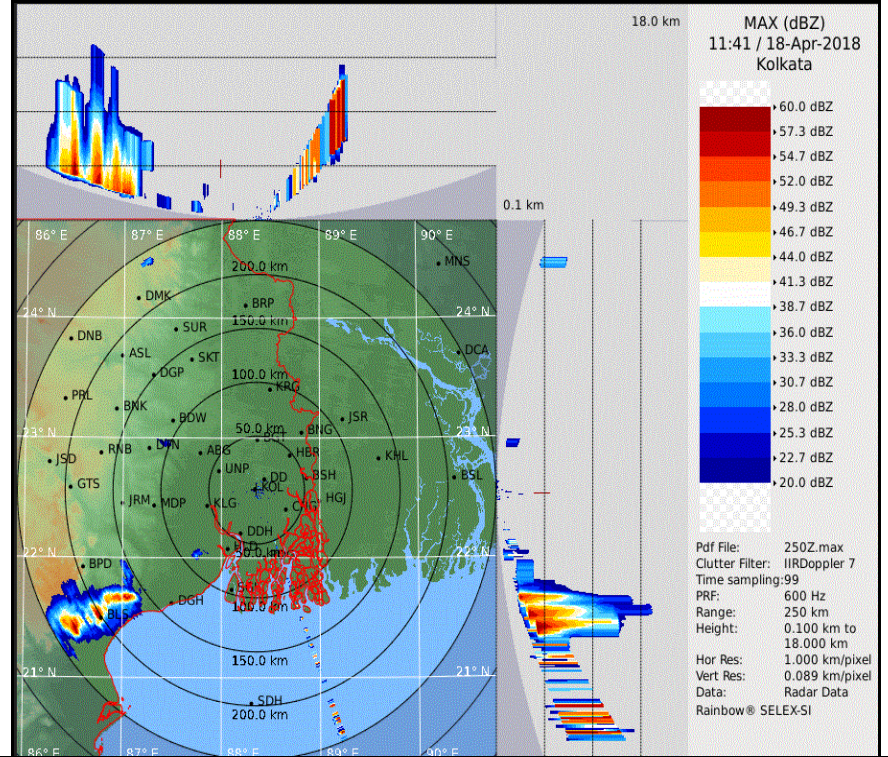 18.0 km
MAX (dBZ)
11:41 / 18-Apr-2018
Kolkata
60.0 dBZ
57.3 dBZ
54.7 dBZ
52.0 dBZ
49.3 dBZ
46.7 dBZ
44.0 dBZ
41.3 dBZ
38.7 dBZ
36.0 dBZ
33.3 dBZ
30.7 dBZ
28.0 dBZ
25.3 dBZ
22.7 dBZ
20.0 dBZ
0.1 km
86° E 87° E 88° E 89° E 90° E
MNS
200.0 km
DMK
BRP
24° N 24° N
150.0 km
SUR
DNB
ASL
SKT
DCA
DGP
100.0 km
KRG
PRL
BNK
BDW
JSR
50.0 km
BNG
23° N 23° N
RNB
ABG
HBR
KHL
JSD
UNP
DD
BSH
BSL
GTS
KOL
JRM
MDP
KLG
CNG
HGJ
DDH
22° N 22° N
50.0 km
BPD
DGH
100.0 km
BLS
150.0 km
21° N 21° N
SDH
200.0 km
86° E 87° E 88° E 89° E 90° E
Pdf File: 250Z.max
Clutter Filter: IIRDoppler 7
Time sampling:99
PRF: 600 Hz
Range: 250 km
Height: 0.100 km to
18.000 km
Hor Res: 1.000 km/pixel
Vert Res: 0.089 km/pixel
Data: Radar Data
Rainbow® SELEX-SI